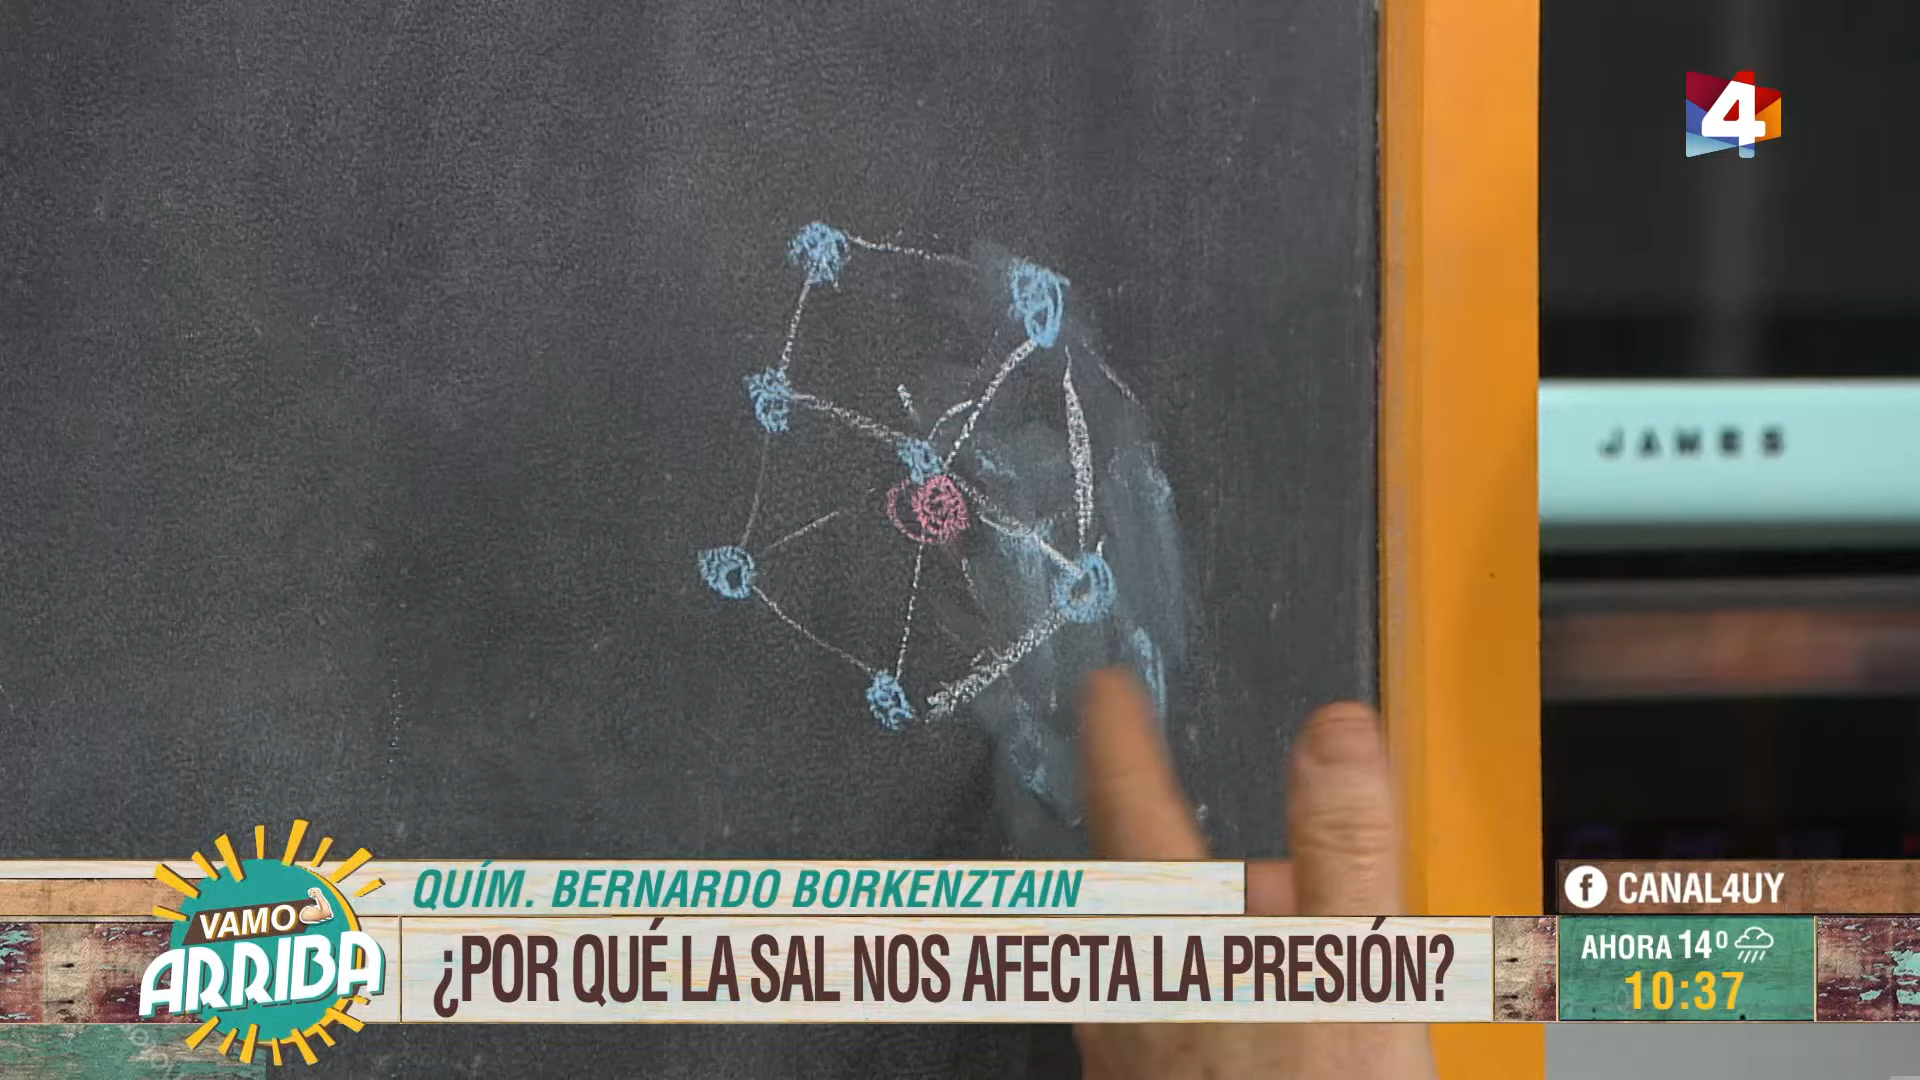 4
JAMES
QUÍM. BERNARDO BORKENZTAIN
¿POR QUÉ LA SAL NOS AFECTA LA PRESIÓN?
VAMO
ARRIBA
CANAL4UY
AHORA 14º
10:37